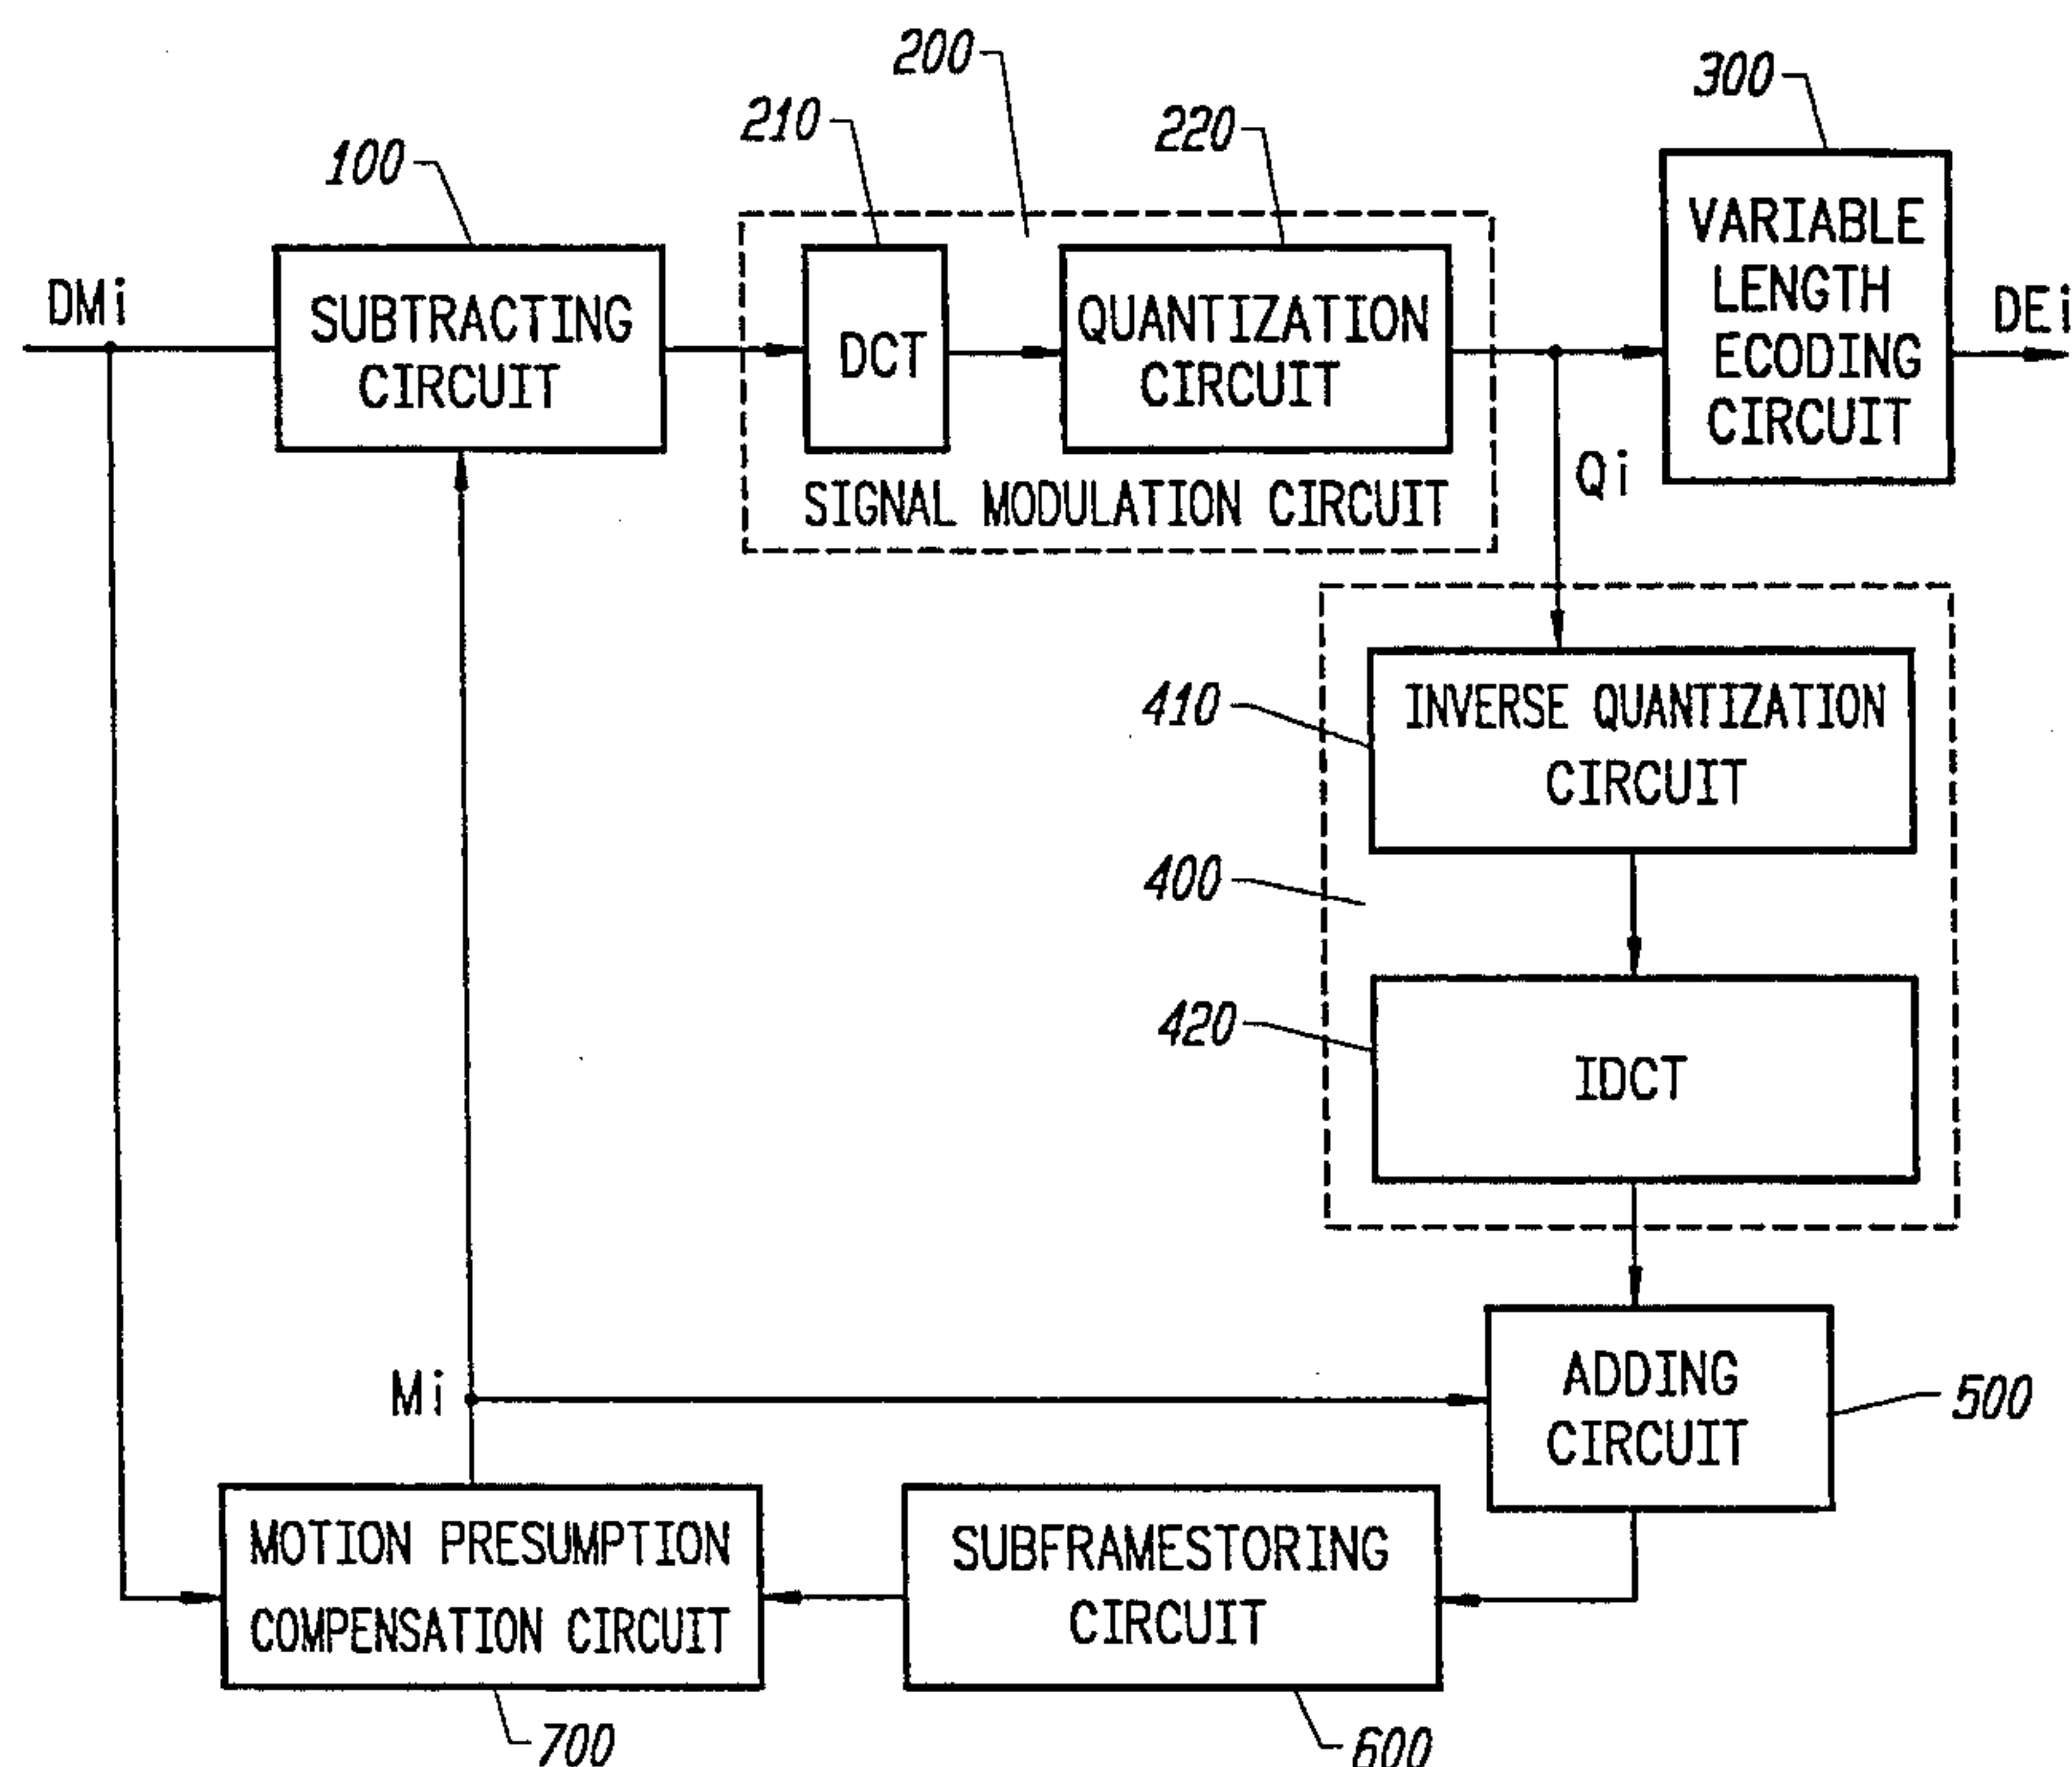 200
300
210
220
100
VARIABLE
LENGTH
ECODING
CIRCUIT
DMi
SUBTRACTING
CIRCUIT
DCT
QUANTIZATION
CIRCUIT
DEi
SIGNAL MODULATION CIRCUIT
Qi
410
INVERSE QUANTIZATION
CIRCUIT
400
420
IDCT
Mi
ADDING
CIRCUIT
500
MOTION PRESUMPTION
COMPENSATION CIRCUIT
SUBFRAMESTORING
CIRCUIT
700
600